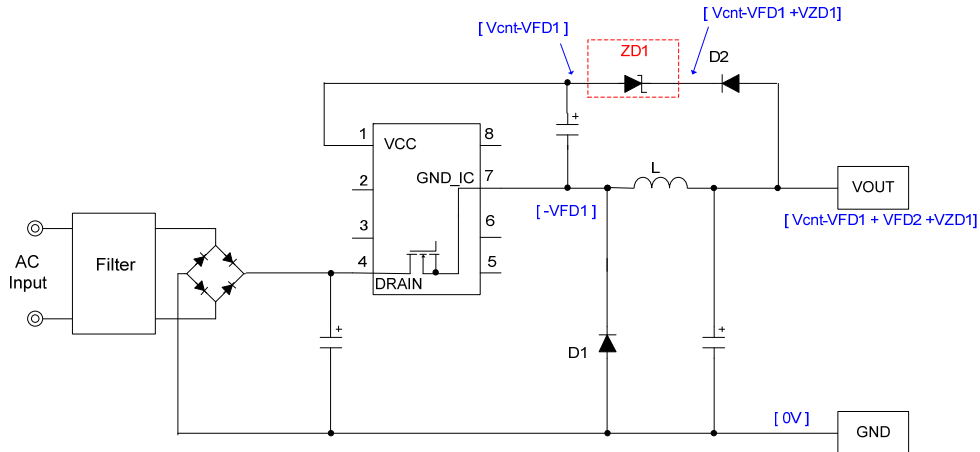 [ Vcnt-VFD1 +VZD1]
[ Vcnt-VFD1 ]
ZD1
D2
1
VCC
8
2
GND_IC
7
L
VOUT
[ -VFD1 ]
[ Vcnt-VFD1 + VFD2 +VZD1]
3
6
AC
Input
Filter
4
5
DRAIN
+
+
+
D1
[ 0V ]
GND